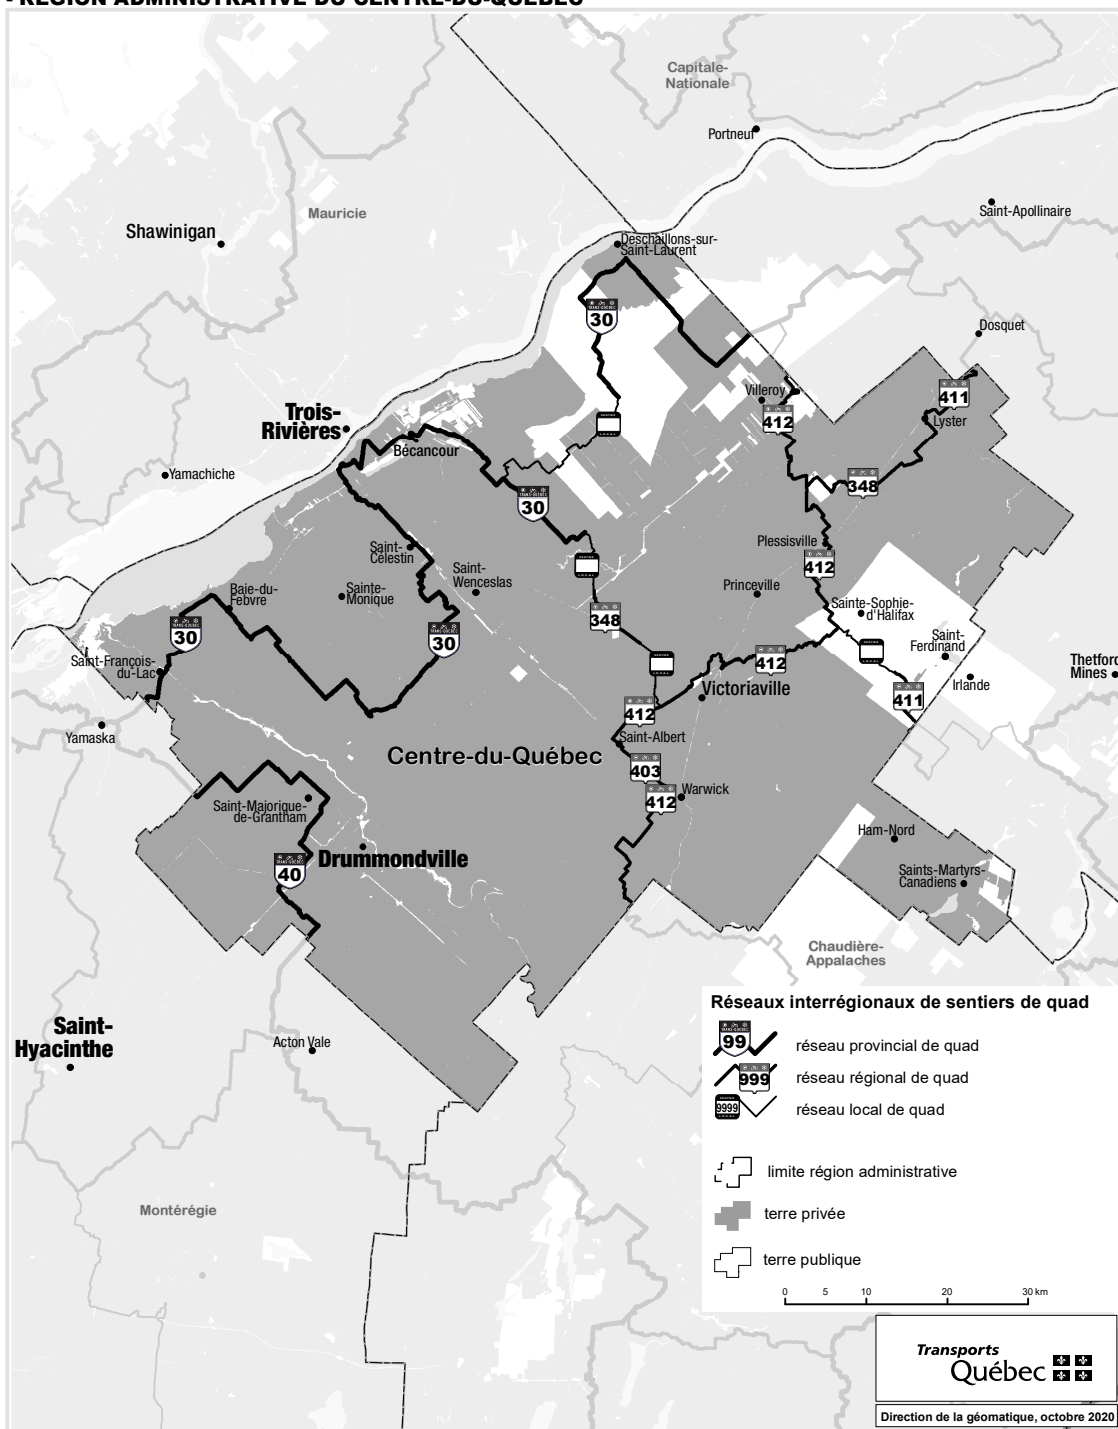 - RÉGION ADMINISTRATIVE DU CENTRE-DU-QUÉBEC
Capitale-
Nationale
Portneuf
Mauricie
Saint-Apollinaire
Shawinigan
Deschaillons-sur-
Saint-Laurent
30
Dosquet
Villeroy
411
412
Lyster
Trois-
Rivières
Bécancour
Yamachiche
348
30
Plessisville
Saint-
Célestin
Saint-
Wenceslas
412
Princeville
Baie-du-
Febvre
Sainte-
Monique
348
Sainte-Sophie-
d'Halifax
30
30
Saint-
Ferdinand
Saint-François-
du-Lac
412
Thetford
Mines
Irlande
Victoriaville
411
412
Yamaska
Saint-Albert
Centre-du-Québec
403
412
Warwick
Saint-Majorique-
de-Grantham
Ham-Nord
Drummondville
40
Saints-Martyrs-
Canadiens
Chaudière-
Appalaches
Réseaux interrégionaux de sentiers de quad
Saint-
Hyacinthe
Acton Vale
TRANS-QUÉBEC
99
réseau provincial de quad
999
réseau régional de quad
9999
réseau local de quad
limite région administrative
Montérégie
terre privée
terre publique
0 5 10 20 30 km
Transports
Québec
Direction de la géomatique, octobre 2020